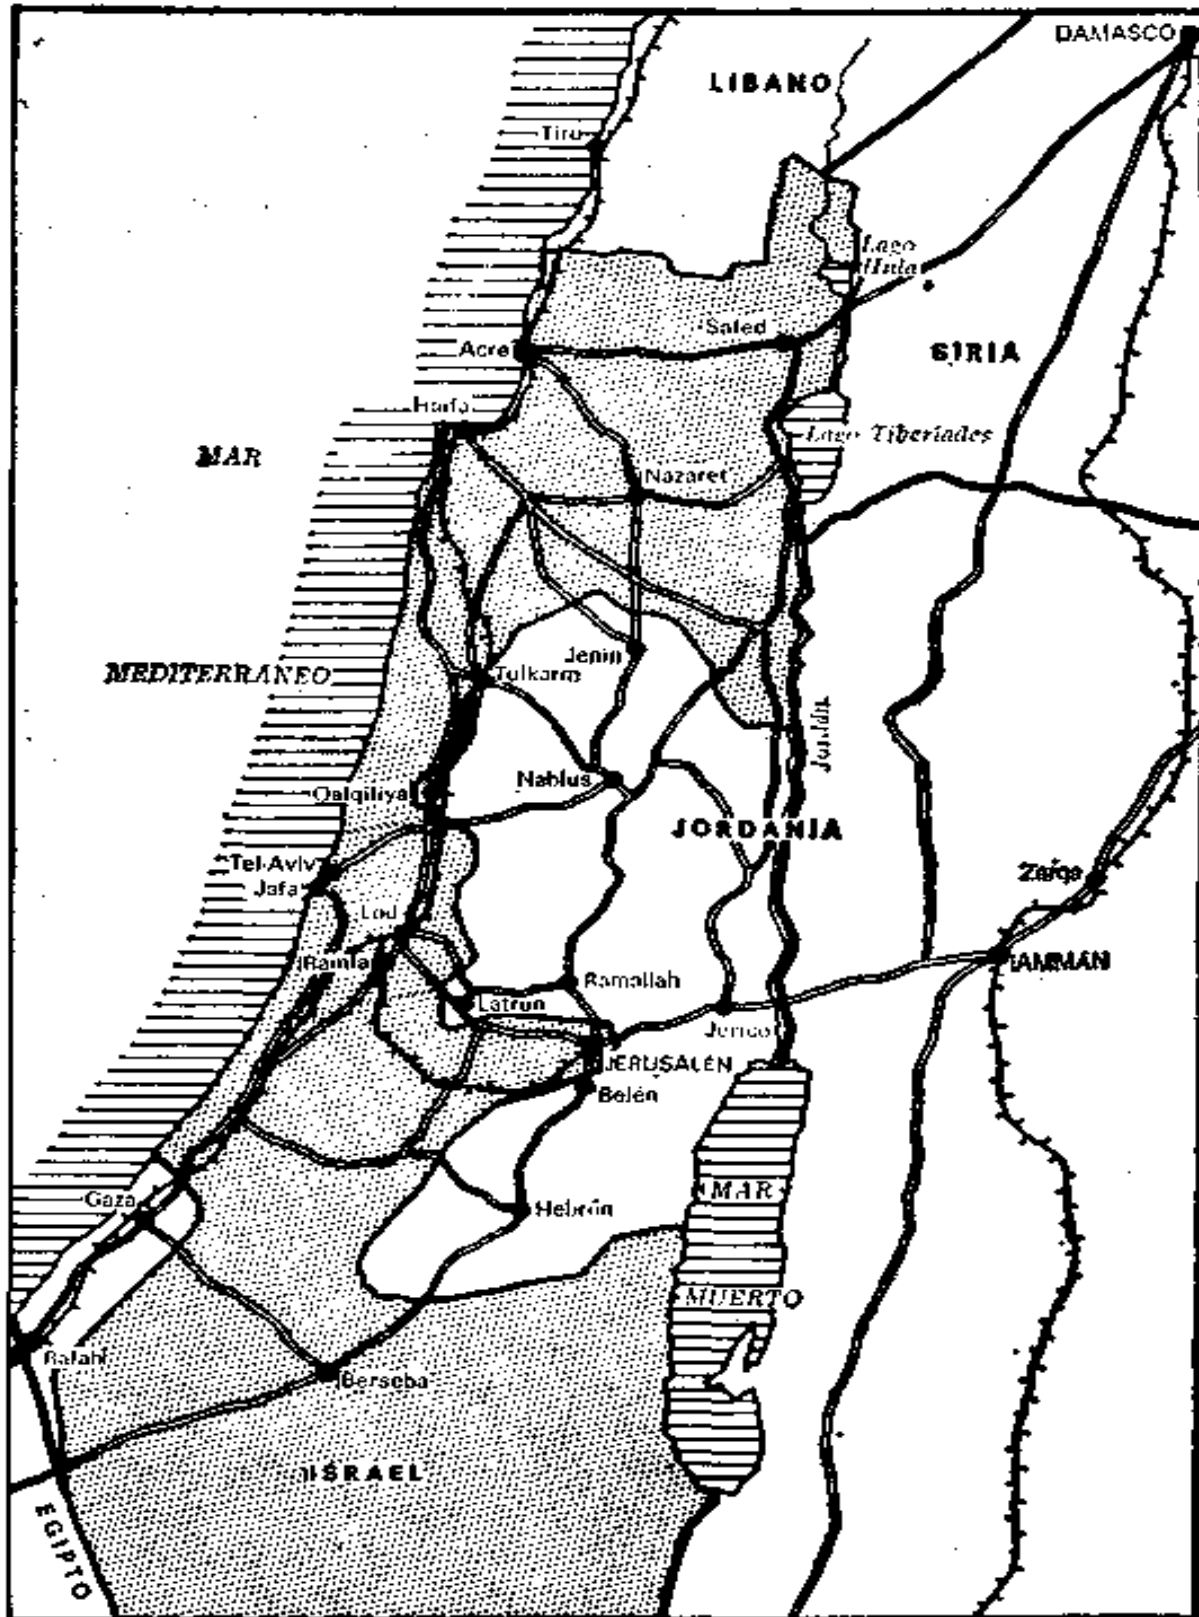 DAMASCO
LIBANO
Tiro
Lago
Hula
Safed
Acre
SIRIA
Haifa
Lago Tiberiades
MAR
Nazaret
Jenin
MEDITERRANEO
Tulkarm
Jordán
Nablus
Qalqiliya
JORDANIA
Tel-Aviv
Jafa
Zarqa
Lod
Ramla
AMMAN
Ramallah
Latrun
Jerico
JERUSALÉN
Belén
MAR
Gaza
Hebrón
MUERTO
Rafah
Berseba
ISRAEL
EGIPTO